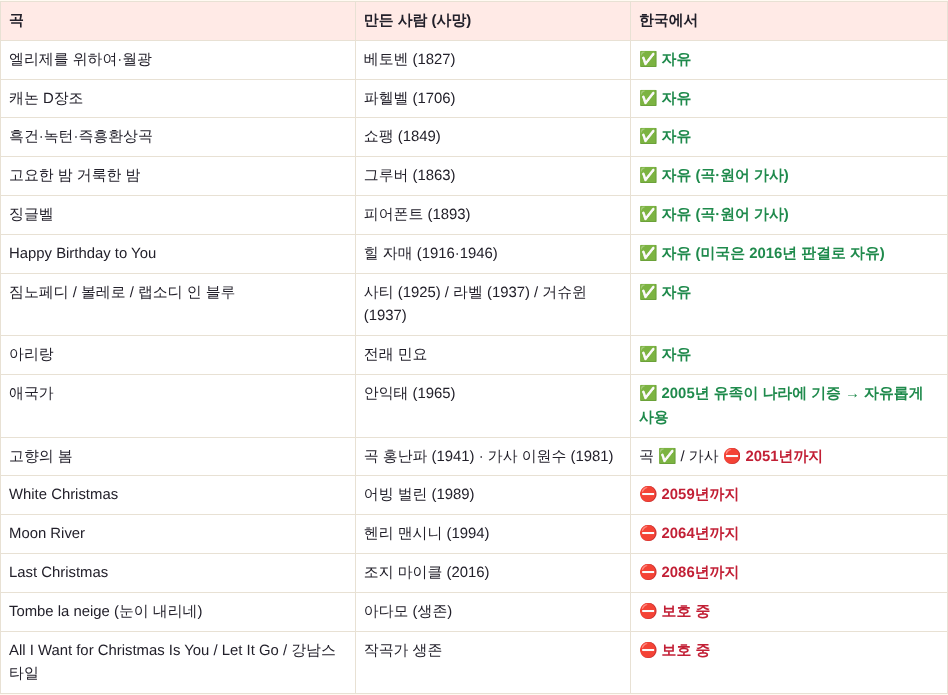 곡 만든 사람 (사망) 한국에서
엘리제를 위하여·월광 베토벤 (1827) ✅ 자유
캐논 D장조 파헬벨 (1706) ✅ 자유
흑건·녹턴·즉흥환상곡 쇼팽 (1849) ✅ 자유
고요한 밤 거룩한 밤 그루버 (1863) ✅ 자유 (곡·원어 가사)
징글벨 피어폰트 (1893) ✅ 자유 (곡·원어 가사)
Happy Birthday to You 힐 자매 (1916·1946) ✅ 자유 (미국은 2016년 판결로 자유)
짐노페디 / 볼레로 / 랩소디 인 블루 사티 (1925) / 라벨 (1937) / 거슈윈 ✅ 자유
(1937)
아리랑 전래 민요 ✅ 자유
애국가 안익태 (1965) ✅ 2005년 유족이 나라에 기증 → 자유롭게
사용
고향의 봄 곡 홍난파 (1941) · 가사 이원수 (1981) 곡 ✅ / 가사 ⛔ 2051년까지
White Christmas 어빙 벌린 (1989) ⛔ 2059년까지
Moon River 헨리 맨시니 (1994) ⛔ 2064년까지
Last Christmas 조지 마이클 (2016) ⛔ 2086년까지
Tombe la neige (눈이 내리네) 아다모 (생존) ⛔ 보호 중
All I Want for Christmas Is You / Let It Go / 강남스 작곡가 생존 ⛔ 보호 중
타일